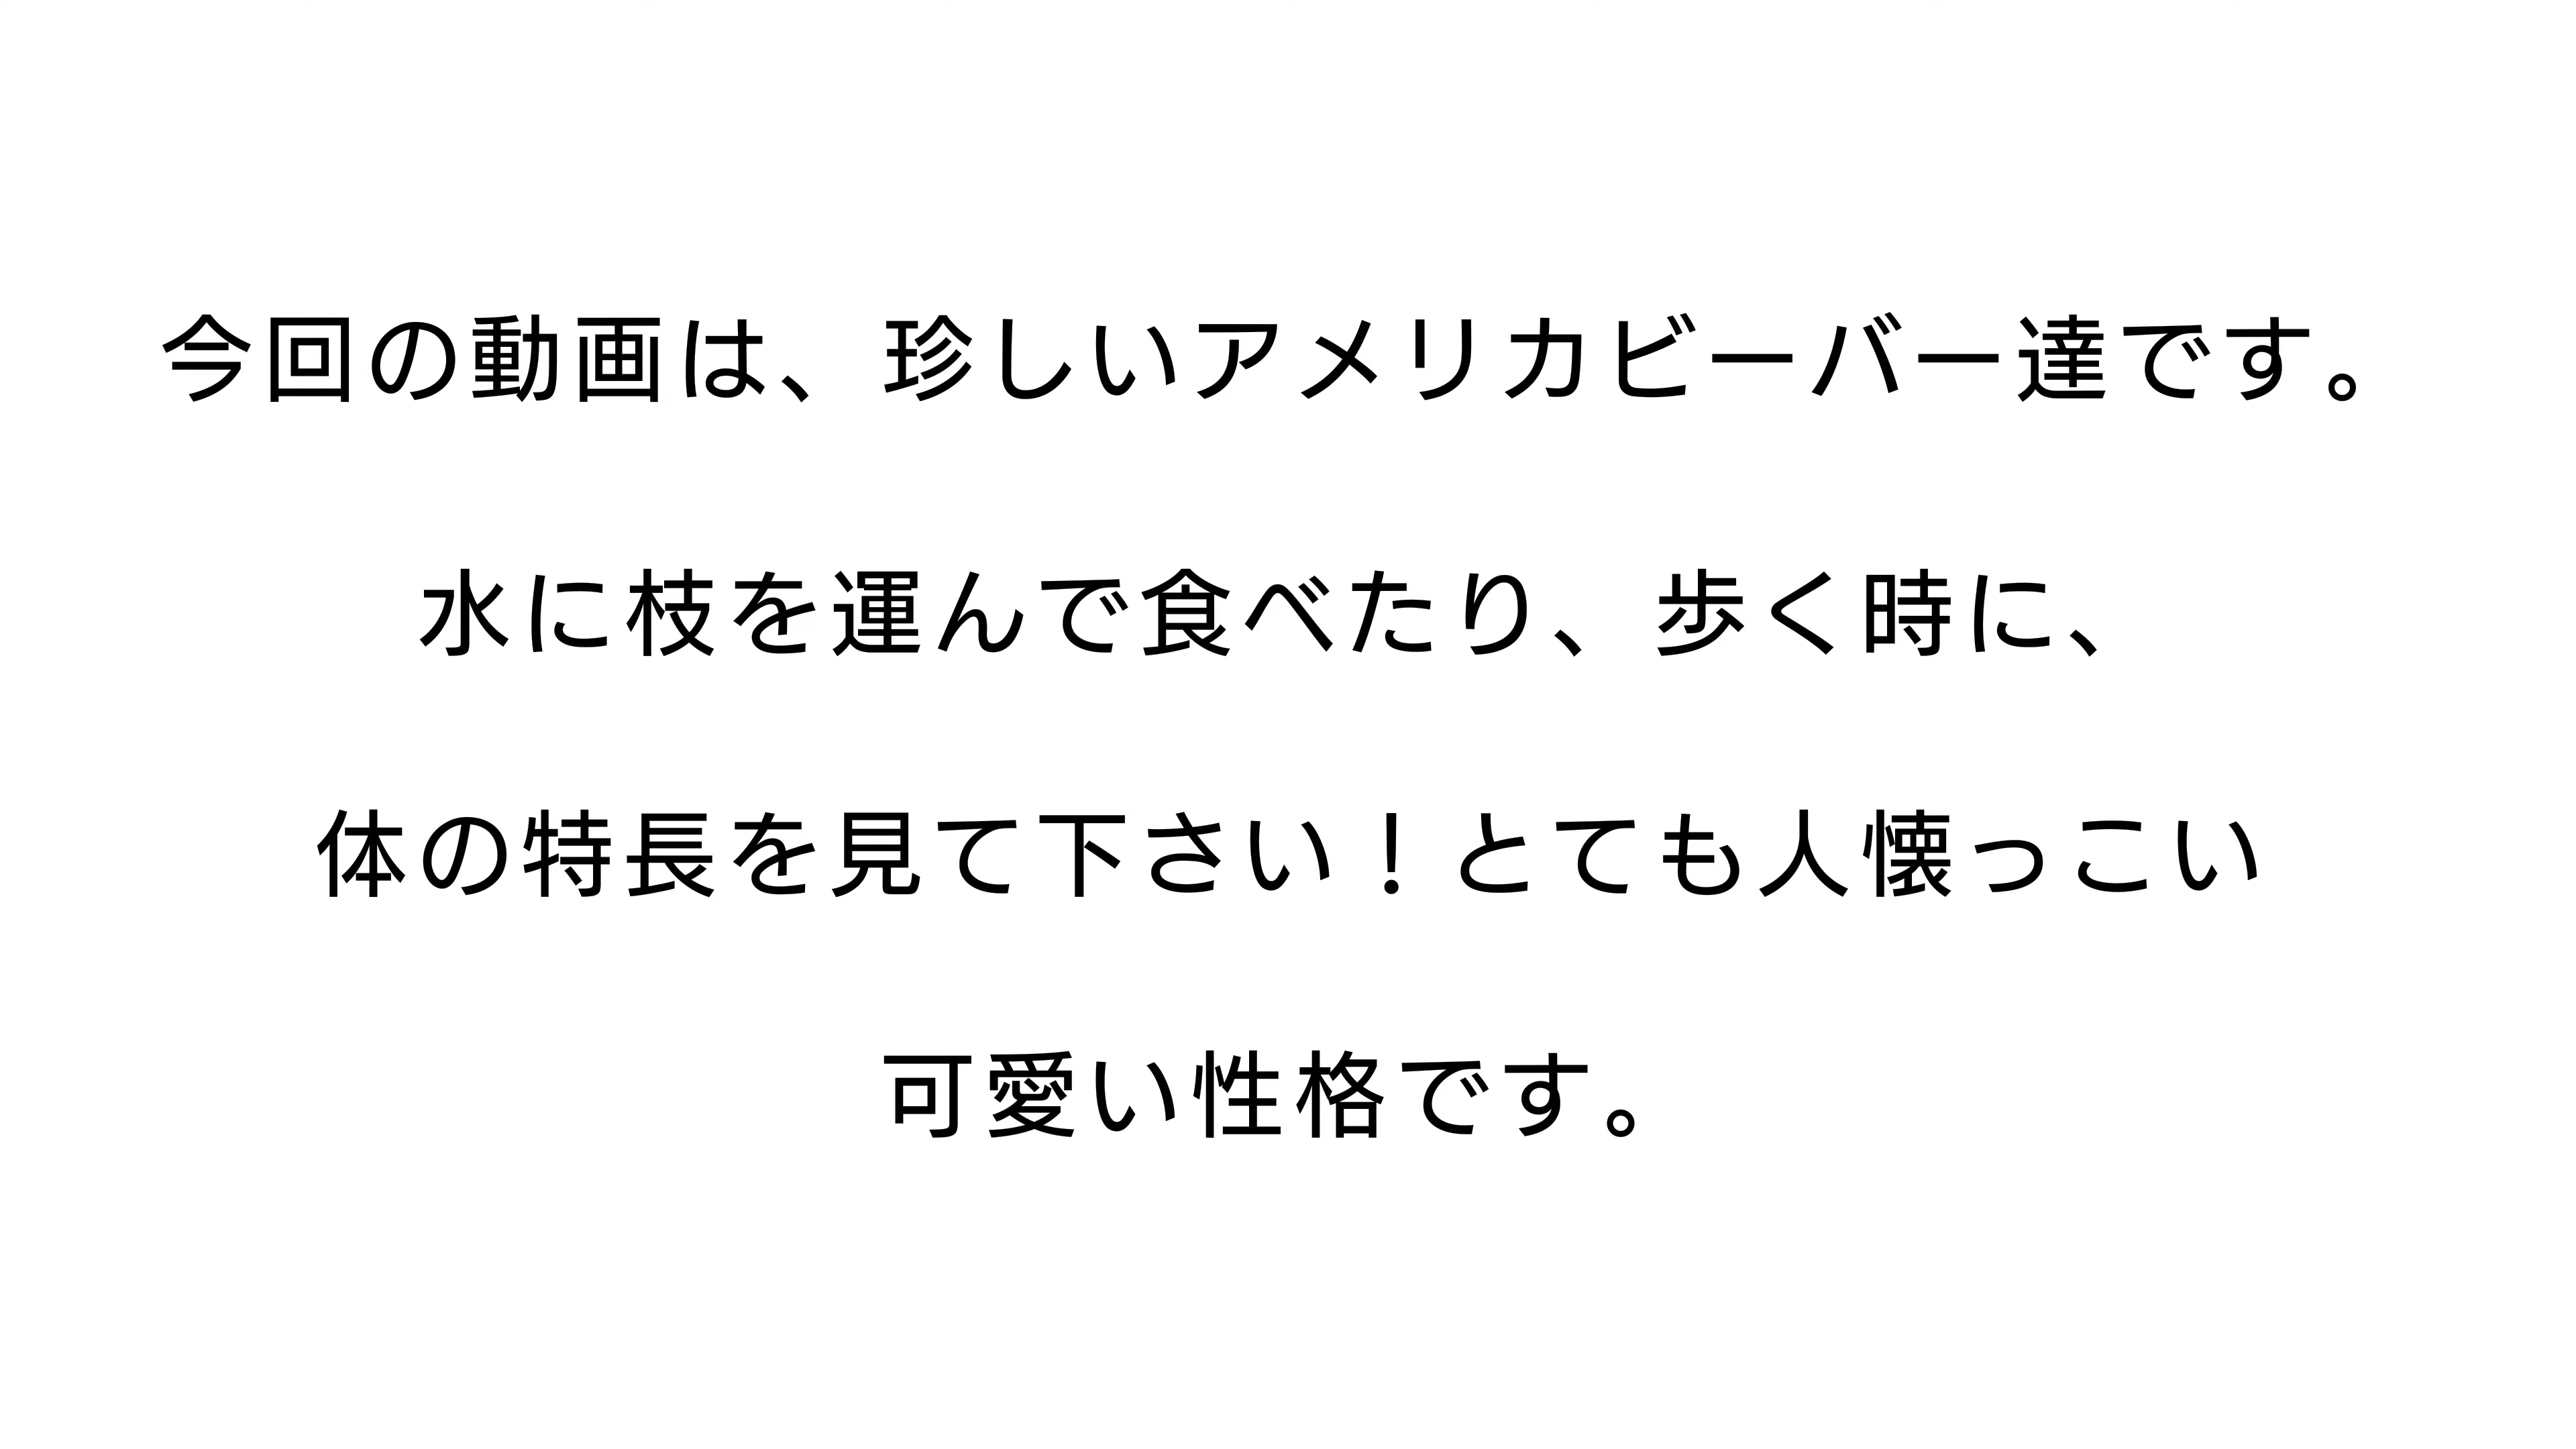 今回の動画は、珍しいアメリカビーバー達です。
水に枝を運んで食べたり、歩く時に、
体の特長を見て下さい！とても人懐っこい
可愛い性格です。